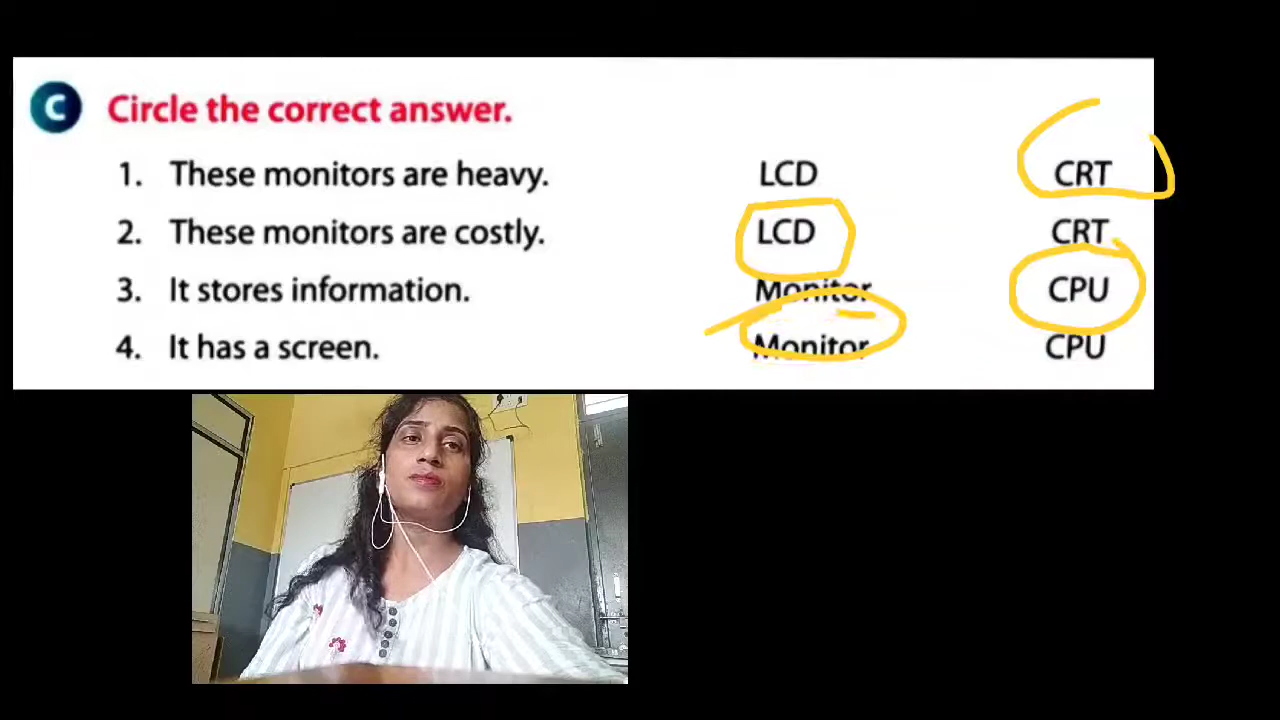 C Circle the correct answer.
1. These monitors are heavy. LCD CRT
2. These monitors are costly. LCD CRT
3. It stores information. Monitor CPU
4. It has a screen. Monitor CPU